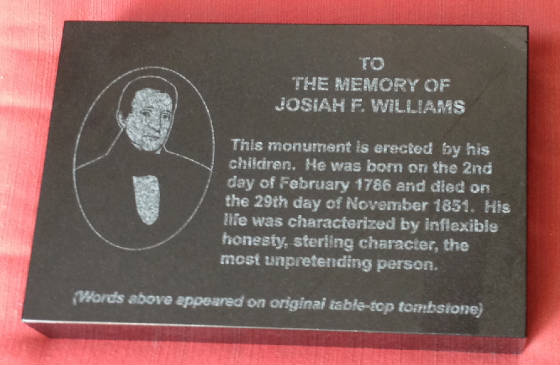 TO
THE MEMORY OF
JOSIAH F. WILLIAMS
This monument is erected by his
children. He was born on the 2nd
day of February 1786 and died on
the 29th day of November 1851. His
life was characterized by inflexible
honesty, sterling character, the
most unpretending person.
(Words above appeared on original table-top tombstone)